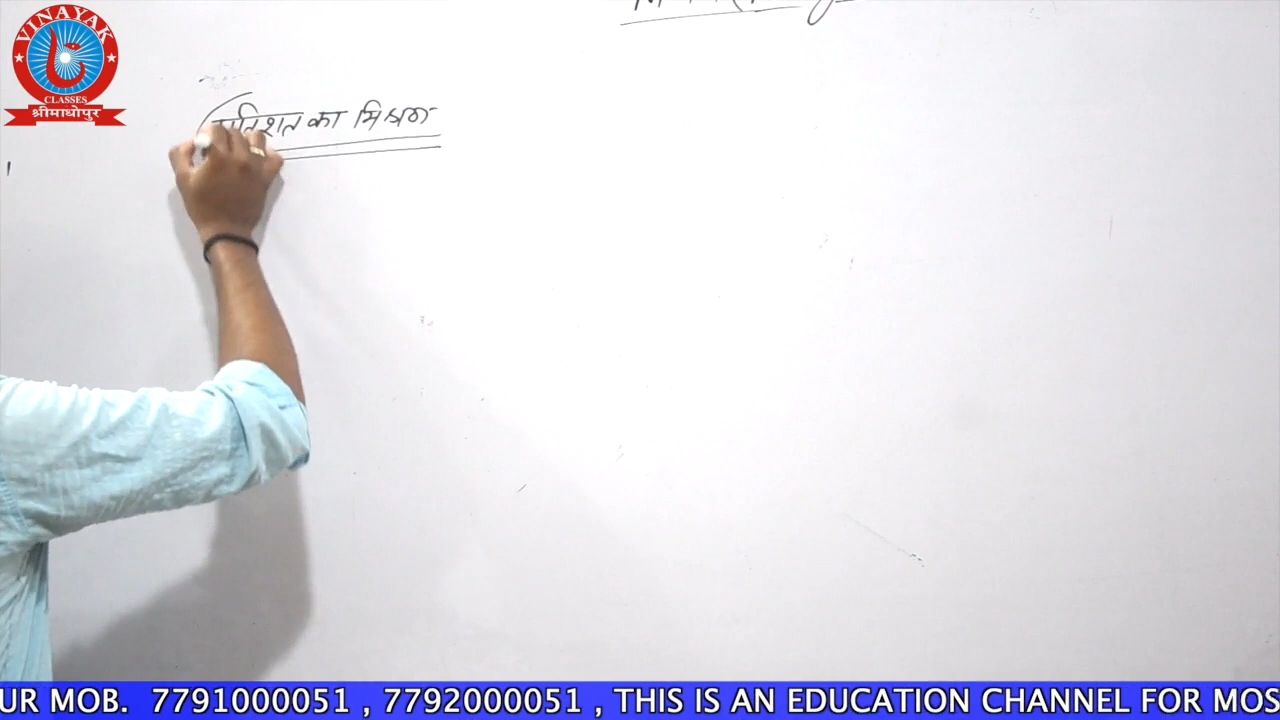 VINAYAK
CLASSES
श्रीमाधोपुर
प्रतिशत का मिश्रण
UR MOB. 7791000051 , 7792000051 , THIS IS AN EDUCATION CHANNEL FOR MOS